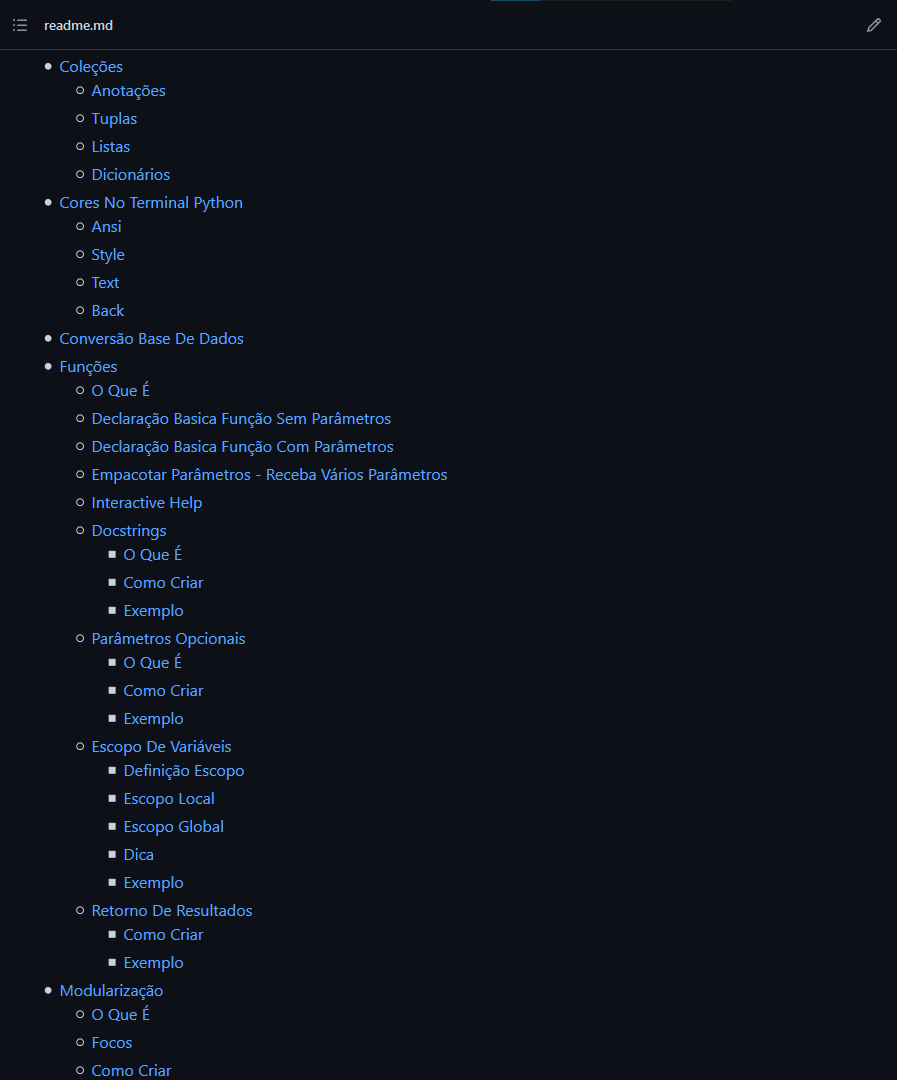 readme.md
Coleções
Anotações
Tuplas
Listas
Dicionários
Cores No Terminal Python
Ansi
Style
Text
Back
Conversão Base De Dados
Funções
O Que É
Declaração Basica Função Sem Parâmetros
Declaração Basica Função Com Parâmetros
Empacotar Parâmetros - Receba Vários Parâmetros
Interactive Help
Docstrings
O Que É
Como Criar
Exemplo
Parâmetros Opcionais
O Que É
Como Criar
Exemplo
Escopo De Variáveis
Definição Escopo
Escopo Local
Escopo Global
Dica
Exemplo
Retorno De Resultados
Como Criar
Exemplo
Modularização
O Que É
Focos
Como Criar